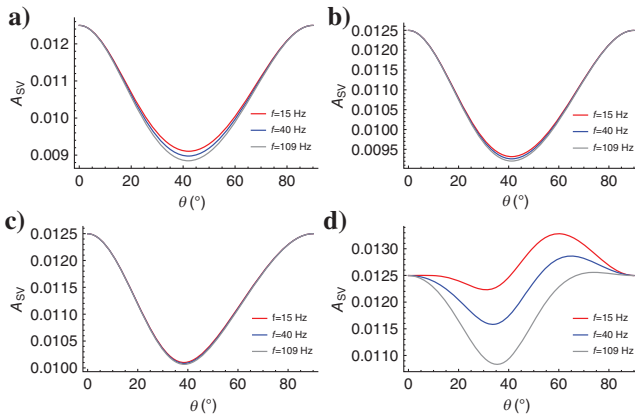 a)
0.012
0.011
0.010
0.009
A_SV
0 20 40 60 80
θ (°)
f=15 Hz
f=40 Hz
f=109 Hz
b)
0.0125
0.0120
0.0115
0.0110
0.0105
0.0100
0.0095
A_SV
0 20 40 60 80
θ (°)
f=15 Hz
f=40 Hz
f=109 Hz
c)
0.0125
0.0120
0.0115
0.0110
0.0105
0.0100
A_SV
0 20 40 60 80
θ (°)
f=15 Hz
f=40 Hz
f=109 Hz
d)
0.0130
0.0125
0.0120
0.0115
0.0110
A_SV
0 20 40 60 80
θ (°)
f=15 Hz
f=40 Hz
f=109 Hz